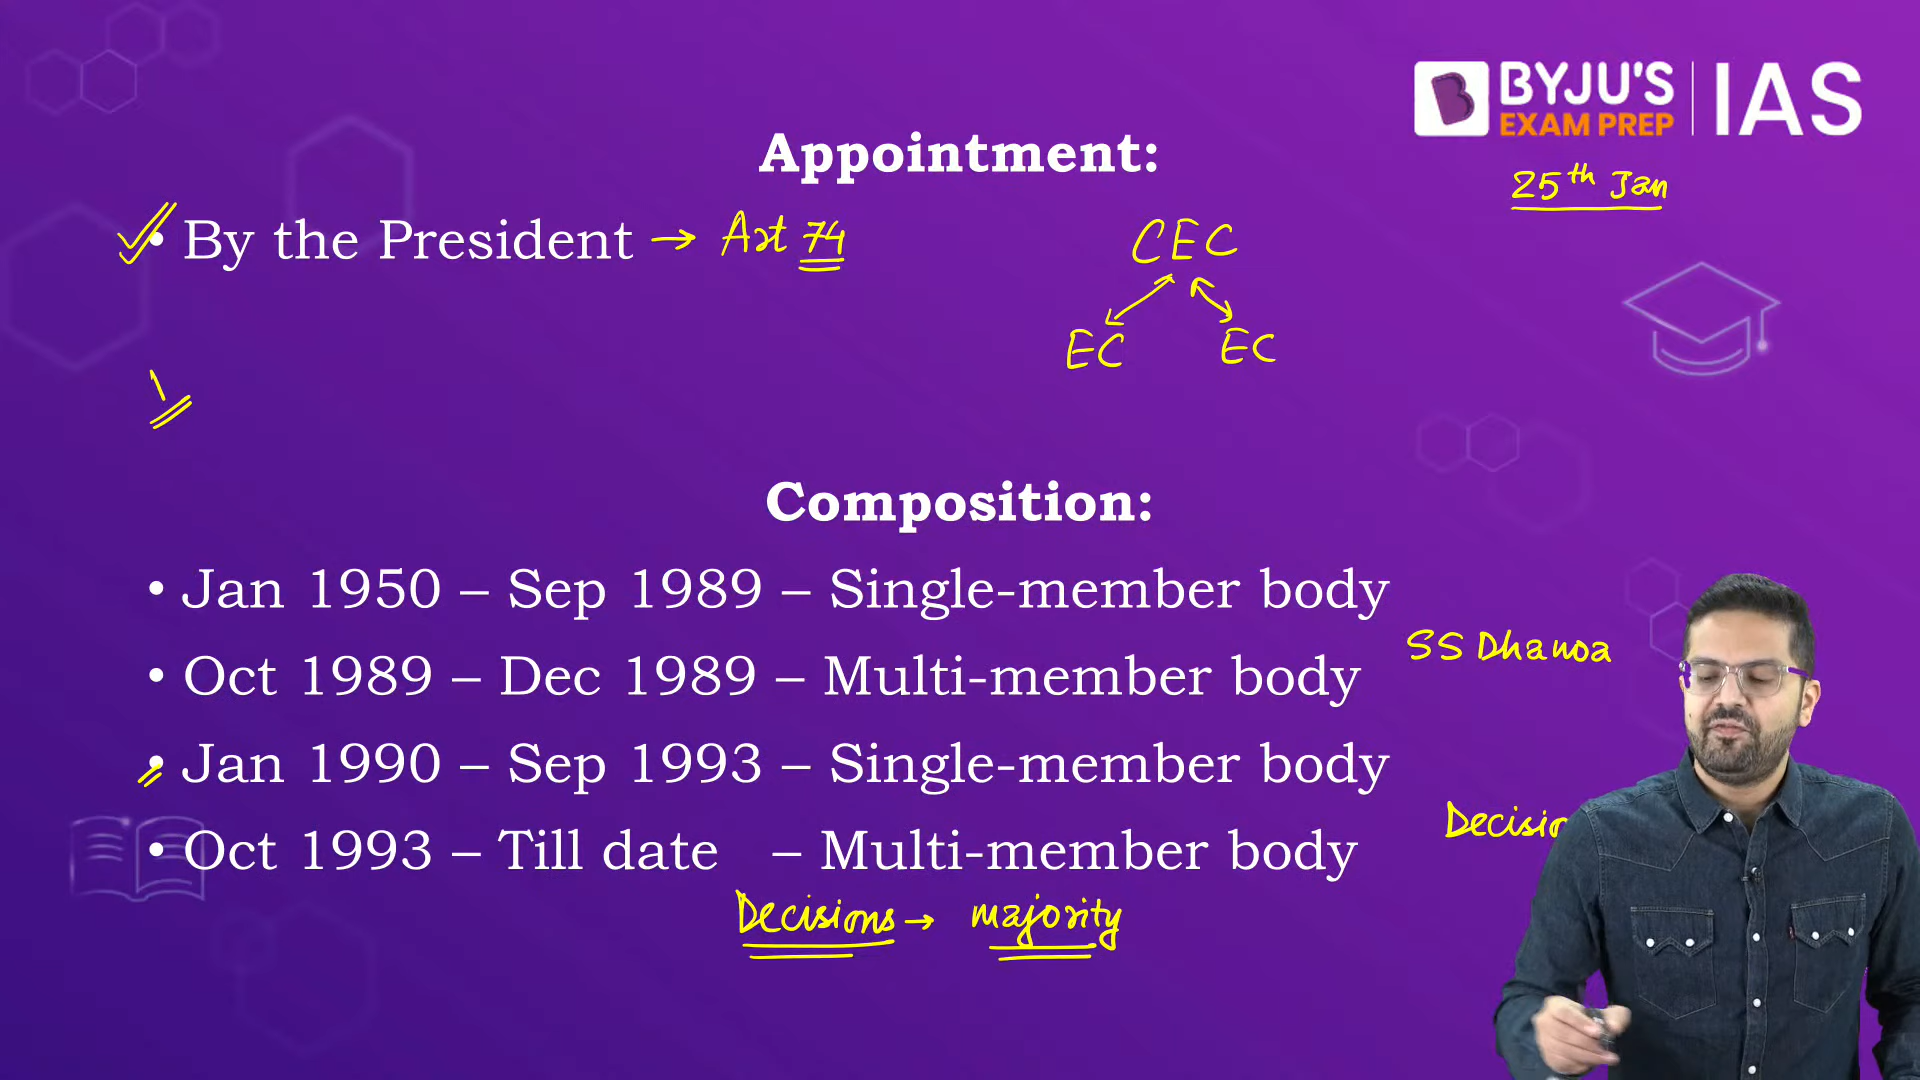 BYJU'S
EXAM PREP
IAS
25th Jan
Appointment:
• By the President → Art 74
CEC
EC EC
Composition:
• Jan 1950 – Sep 1989 – Single-member body
SS Dhanoa
• Oct 1989 – Dec 1989 – Multi-member body
• Jan 1990 – Sep 1993 – Single-member body
• Oct 1993 – Till date – Multi-member body
Decisions → majority